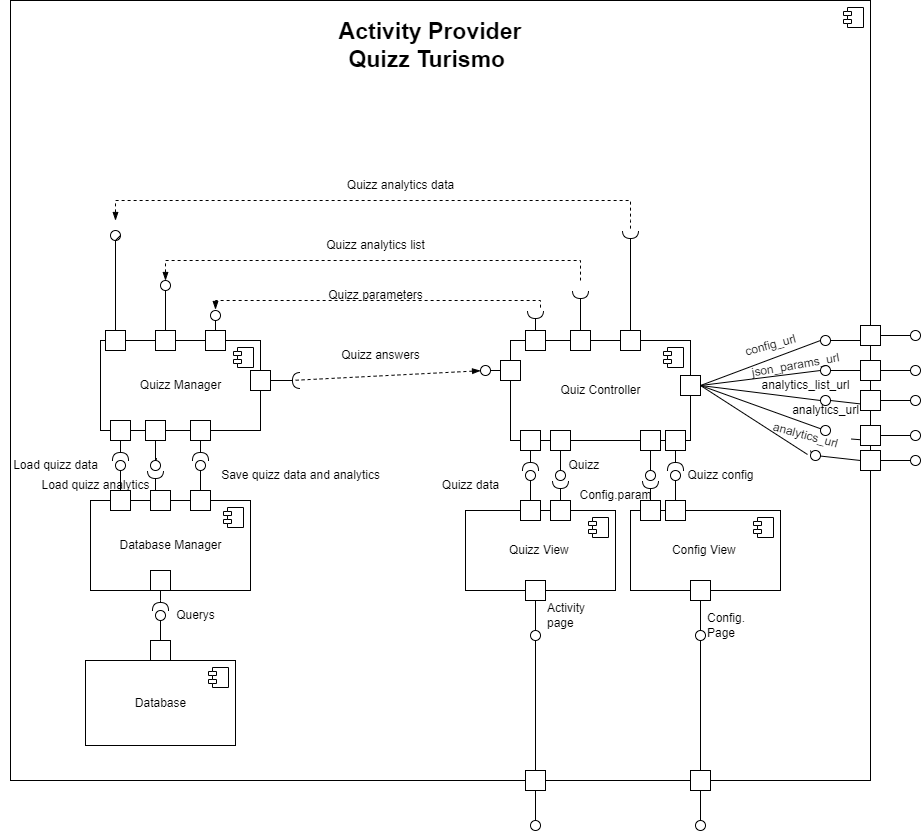 Activity Provider
Quizz Turismo
Quizz analytics data
Quizz analytics list
Quizz parameters
Quizz answers
config_url
json_params_url
analytics_list_url
analytics_url
analytics_url
Quizz Manager
Quiz Controller
Load quizz data
Load quizz analytics
Save quizz data and analytics
Quizz data
Quizz
Config.param
Quizz config
Database Manager
Quizz View
Config View
Querys
Activity
page
Config.
Page
Database